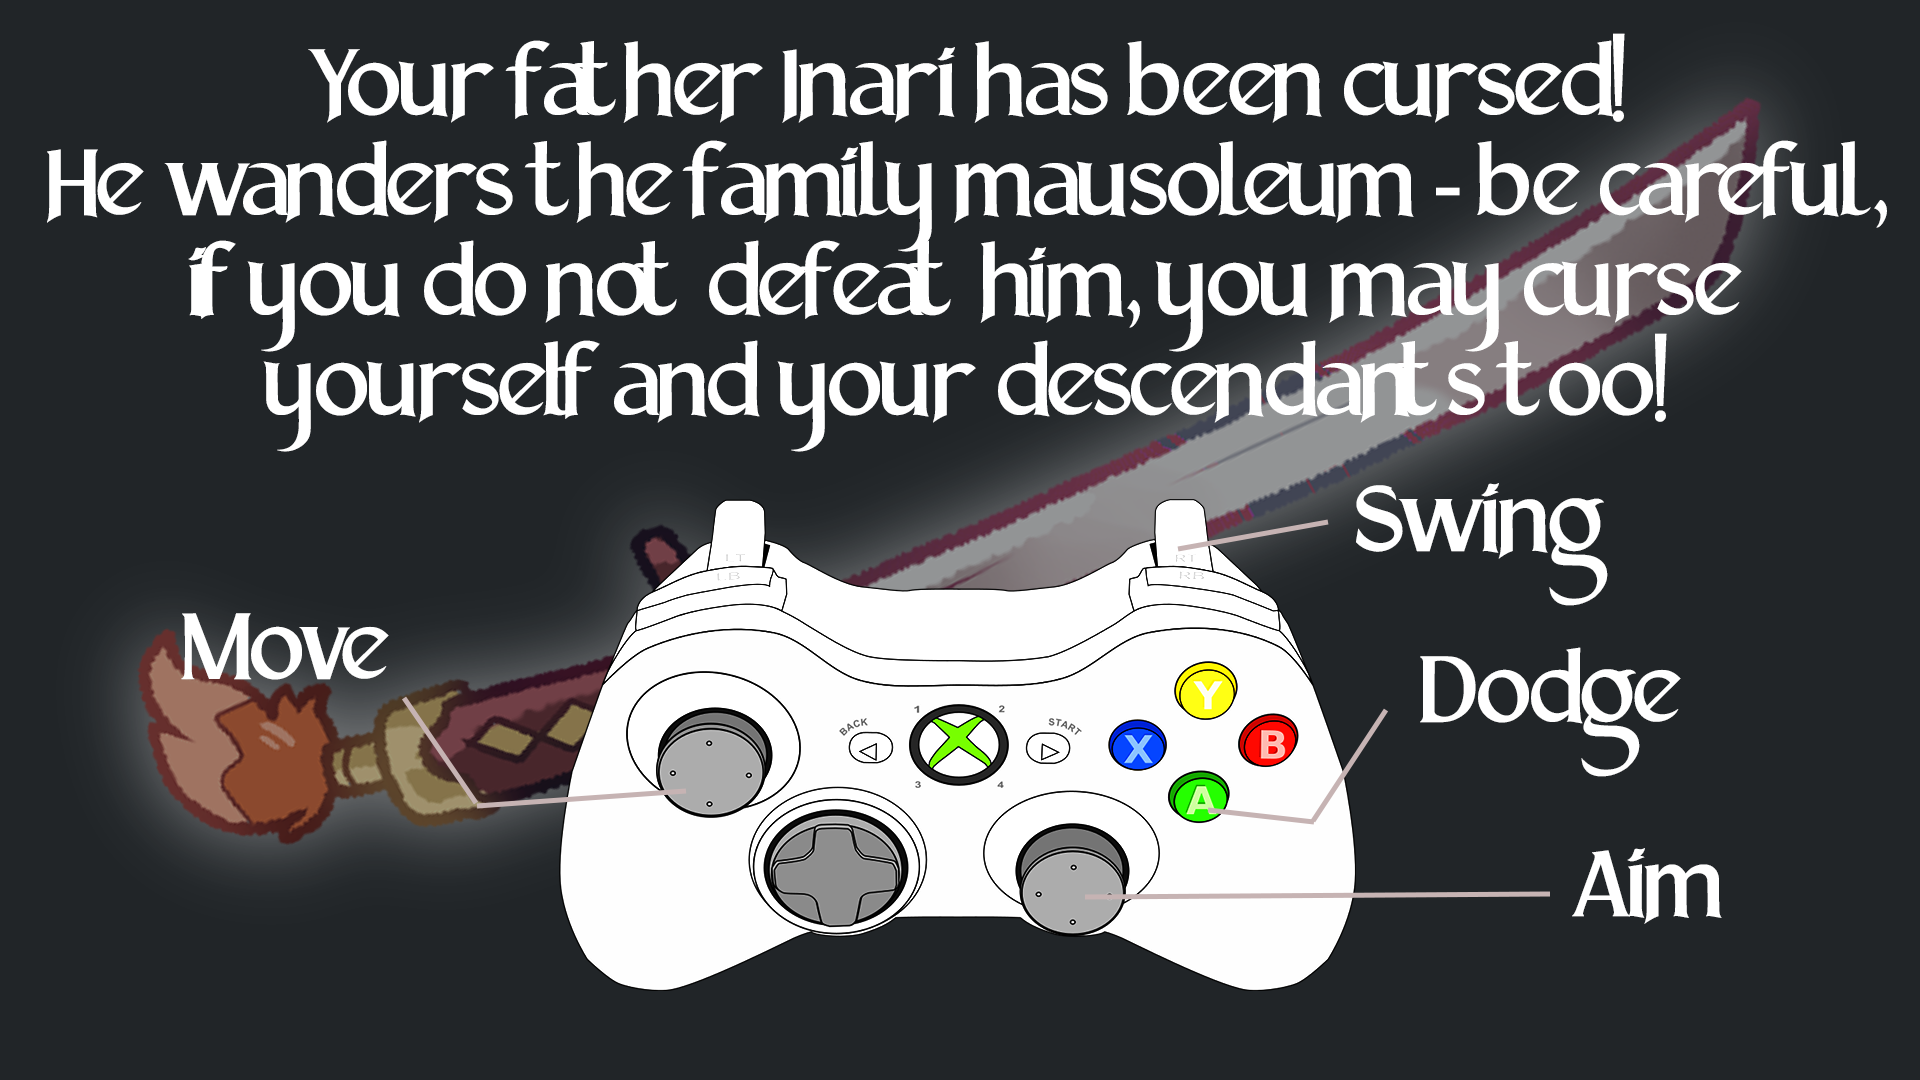 Your father Inari has been cursed!
He wanders the family mausoleum - be careful,
if you do not defeat him, you may curse
yourself and your descendants too!
Swing
LT
RT
LB
RB
Move
Dodge
Y
1
2
BACK
START
X
B
3
4
A
Aim